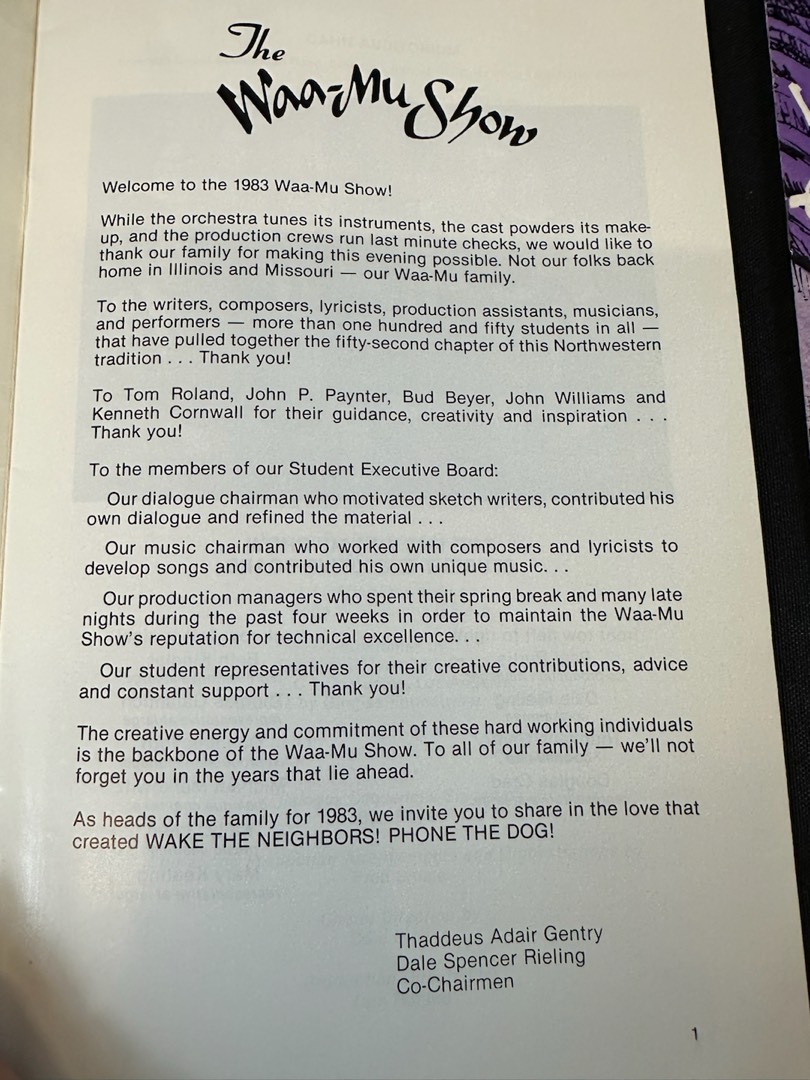 The
Waa-Mu Show
Welcome to the 1983 Waa-Mu Show!
While the orchestra tunes its instruments, the cast powders its make-
up, and the production crews run last minute checks, we would like to
thank our family for making this evening possible. Not our folks back
home in Illinois and Missouri — our Waa-Mu family.
To the writers, composers, lyricists, production assistants, musicians,
and performers — more than one hundred and fifty students in all —
that have pulled together the fifty-second chapter of this Northwestern
tradition . . . Thank you!
To Tom Roland, John P. Paynter, Bud Beyer, John Williams and
Kenneth Cornwall for their guidance, creativity and inspiration . . .
Thank you!
To the members of our Student Executive Board:
Our dialogue chairman who motivated sketch writers, contributed his
own dialogue and refined the material . . .
Our music chairman who worked with composers and lyricists to
develop songs and contributed his own unique music. . .
Our production managers who spent their spring break and many late
nights during the past four weeks in order to maintain the Waa-Mu
Show's reputation for technical excellence. . .
Our student representatives for their creative contributions, advice
and constant support . . . Thank you!
The creative energy and commitment of these hard working individuals
is the backbone of the Waa-Mu Show. To all of our family — we'll not
forget you in the years that lie ahead.
As heads of the family for 1983, we invite you to share in the love that
created WAKE THE NEIGHBORS! PHONE THE DOG!
Thaddeus Adair Gentry
Dale Spencer Rieling
Co-Chairmen
1